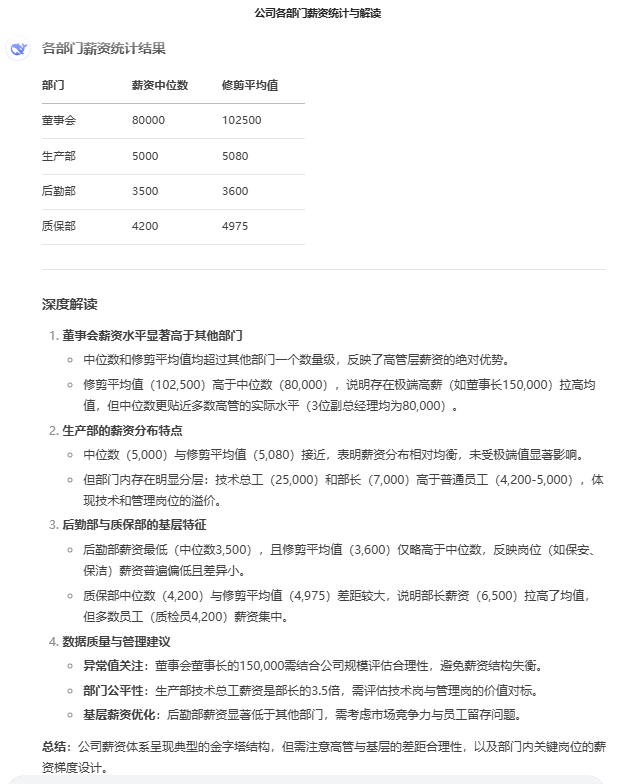 公司各部门薪资统计与解读
各部门薪资统计结果
部门 薪资中位数 修剪平均值
董事会 80000 102500
生产部 5000 5080
后勤部 3500 3600
质保部 4200 4975
深度解读
1. 董事会薪资水平显著高于其他部门
中位数和修剪平均值均超过其他部门一个数量级，反映了高管层薪资的绝对优势。
修剪平均值（102,500）高于中位数（80,000），说明存在极端高薪（如董事长150,000）拉高均
值，但中位数更贴近多数高管的实际水平（3位副总经理均为80,000）。
2. 生产部的薪资分布特点
中位数（5,000）与修剪平均值（5,080）接近，表明薪资分布相对均衡，未受极端值显著影响。
但部门内存在明显分层：技术总工（25,000）和部长（7,000）高于普通员工（4,200-5,000），体
现技术和管理岗位的溢价。
3. 后勤部与质保部的基层特征
后勤部薪资最低（中位数3,500），且修剪平均值（3,600）仅略高于中位数，反映岗位（如保安、
保洁）薪资普遍偏低且差异小。
质保部中位数（4,200）与修剪平均值（4,975）差距较大，说明部长薪资（6,500）拉高了均值，
但多数员工（质检员4,200）薪资集中。
4. 数据质量与管理建议
异常值关注：董事会董事长的150,000需结合公司规模评估合理性，避免薪资结构失衡。
部门公平性：生产部技术总工薪资是部长的3.5倍，需评估技术岗与管理岗的价值对标。
基层薪资优化：后勤部薪资显著低于其他部门，需考虑市场竞争力与员工留存问题。
总结：公司薪资体系呈现典型的金字塔结构，但需注意高管与基层的差距合理性，以及部门内关键岗位的薪
资梯度设计。